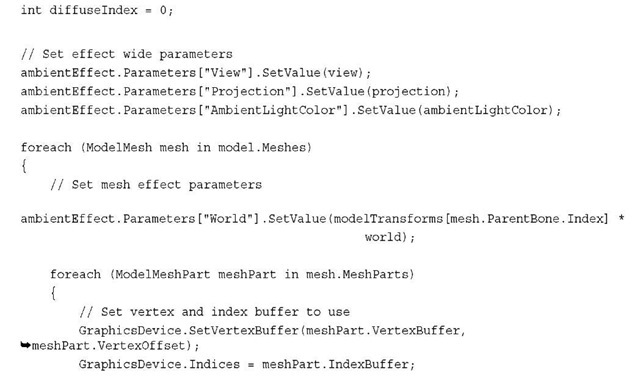 int diffuseIndex = 0;
// Set effect wide parameters
ambientEffect.Parameters["View"].SetValue(view);
ambientEffect.Parameters["Projection"].SetValue(projection);
ambientEffect.Parameters["AmbientLightColor"].SetValue(ambientLightColor);
foreach (ModelMesh mesh in model.Meshes)
{
// Set mesh effect parameters
ambientEffect.Parameters["World"].SetValue(modelTransforms[mesh.ParentBone.Index] *
world);
foreach (ModelMeshPart meshPart in mesh.MeshParts)
{
// Set vertex and index buffer to use
GraphicsDevice.SetVertexBuffer(meshPart.VertexBuffer,
➥meshPart.VertexOffset);
GraphicsDevice.Indices = meshPart.IndexBuffer;